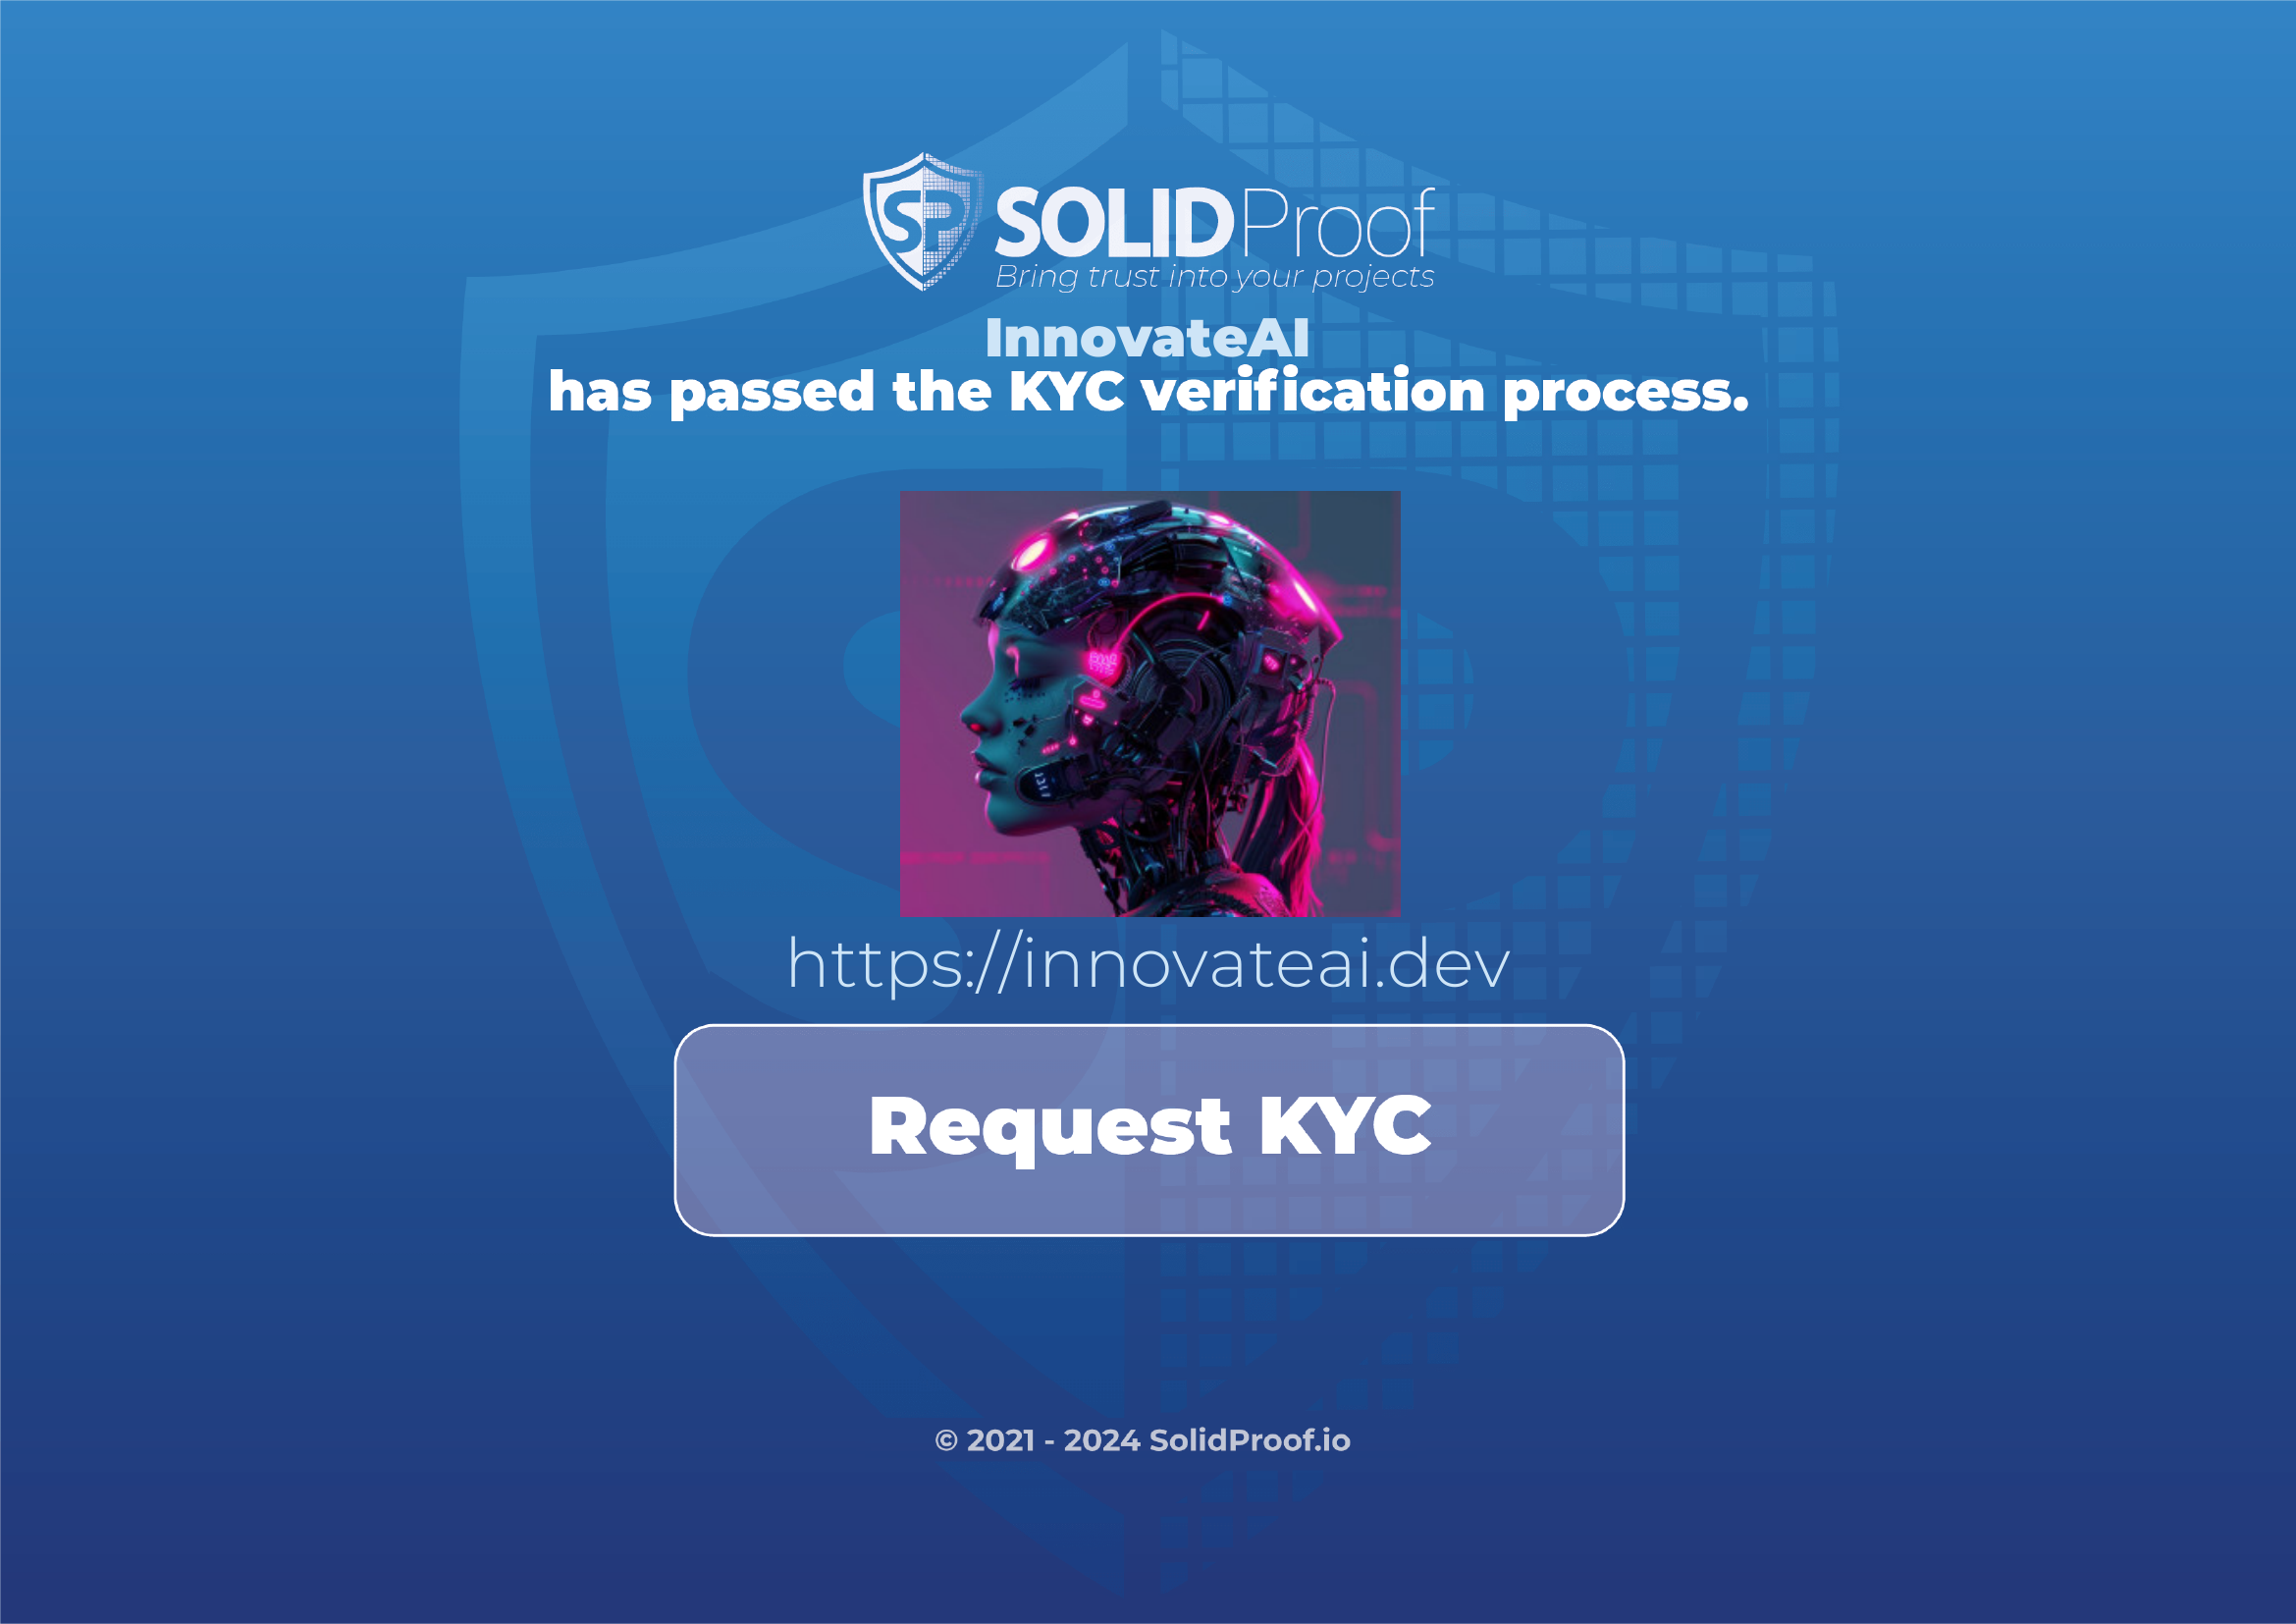 SP
SOLIDProof
Bring trust into your projects
InnovateAI
has passed the KYC verification process.
https://innovateai.dev
Request KYC
© 2021 - 2024 SolidProof.io